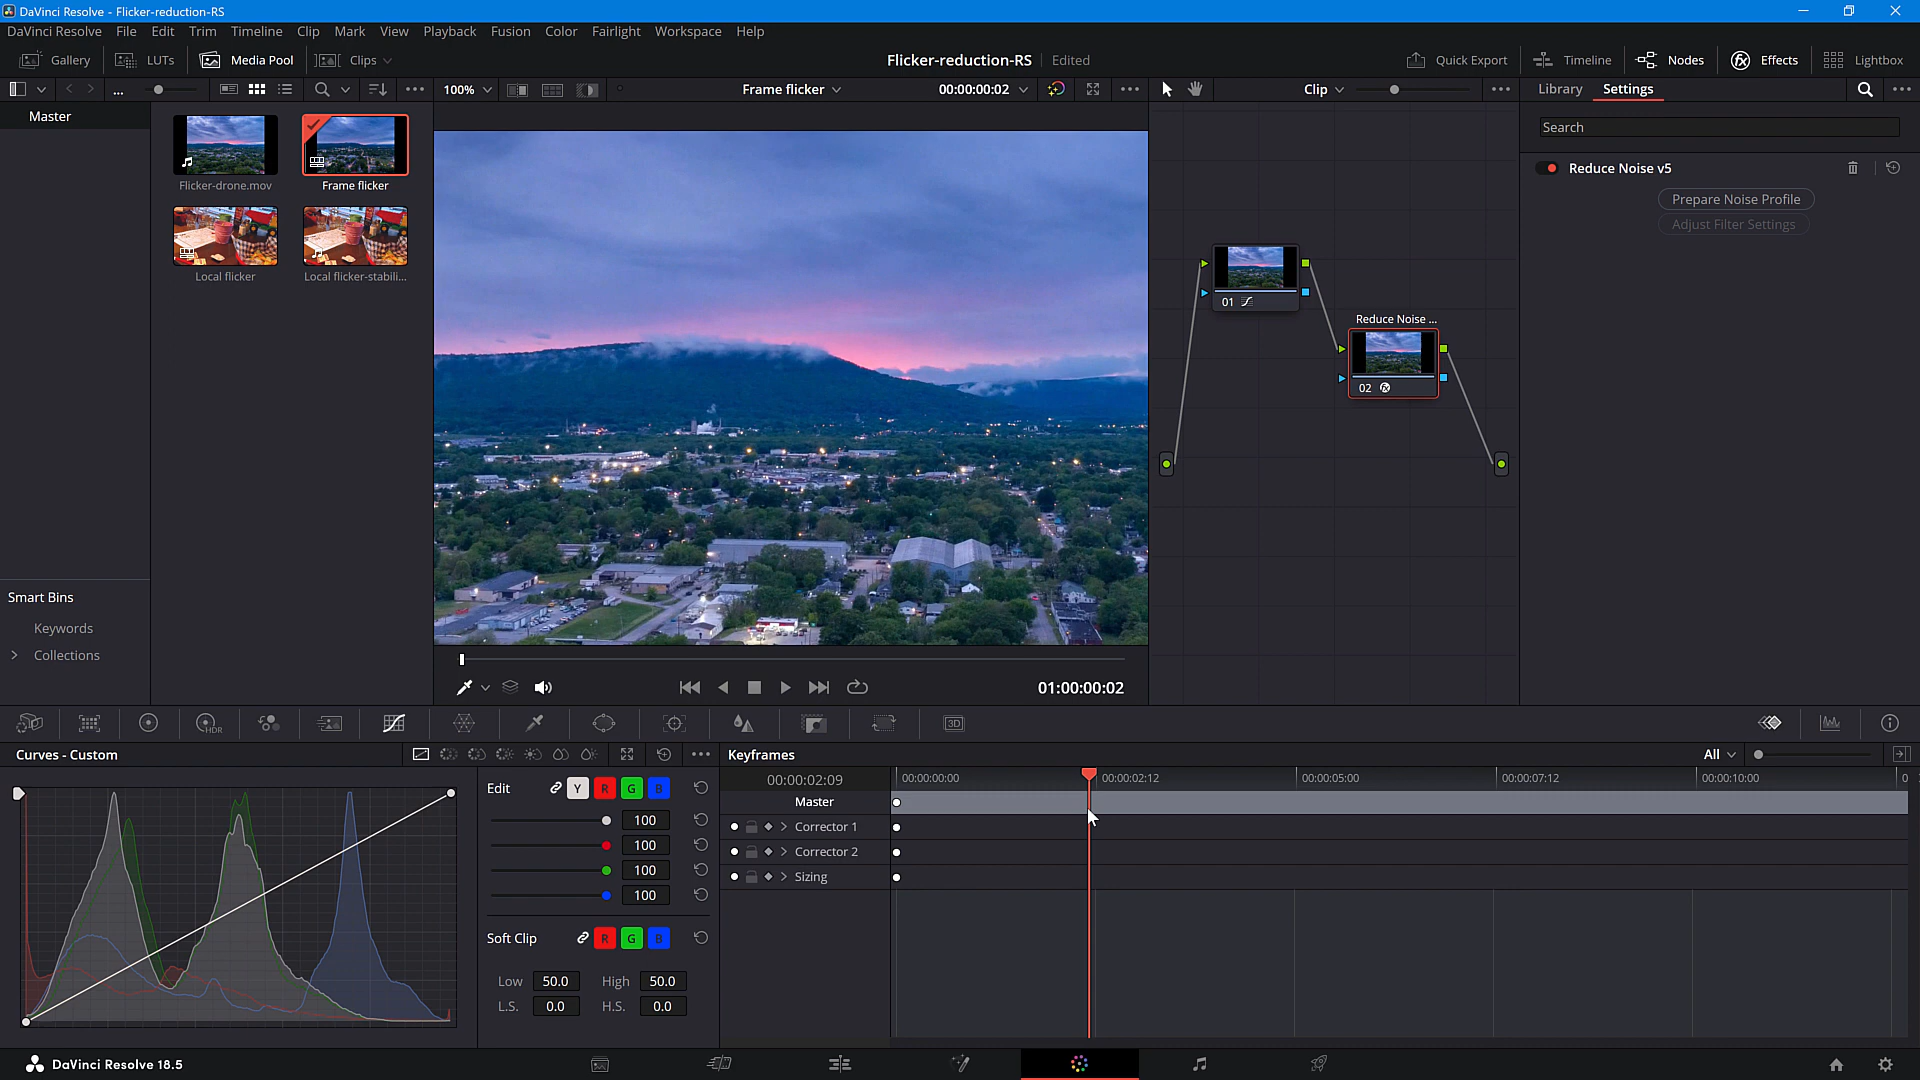 DaVinci Resolve - Flicker-reduction-RS
DaVinci Resolve File Edit Trim Timeline Clip Mark View Playback Fusion Color Fairlight Workspace Help
Gallery LUTs Media Pool Clips Flicker-reduction-RS Edited Quick Export Timeline Nodes Effects Lightbox
... 100% Frame flicker 00:00:00:02 Clip Library Settings
Master
Search
Flicker-drone.mov Frame flicker
Reduce Noise v5
Prepare Noise Profile
Adjust Filter Settings
Local flicker Local flicker-stabili...
01
Reduce Noise ...
02
Smart Bins
Keywords
Collections
01:00:00:02
HDR
3D
Curves - Custom
Keyframes
All
Edit Y R G B
100
100
100
100
Soft Clip R G B
Low 50.0 High 50.0
L.S. 0.0 H.S. 0.0
00:00:02:09 00:00:00:00 00:00:02:12 00:00:05:00 00:00:07:12 00:00:10:00 0
Master
Corrector 1
Corrector 2
Sizing
DaVinci Resolve 18.5